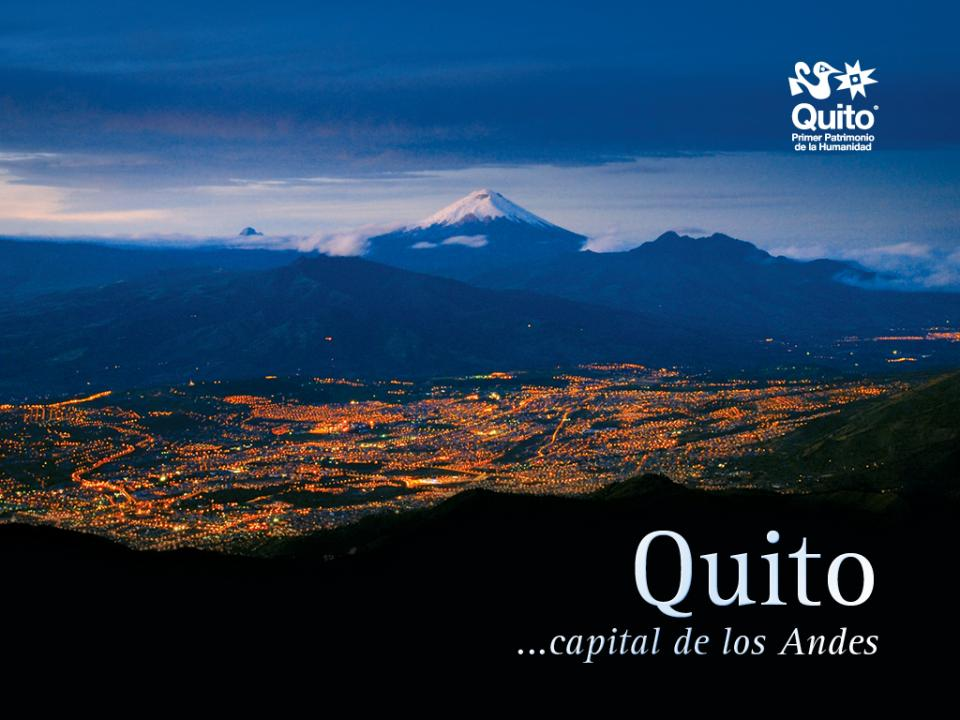 Quito®
Primer Patrimonio
de la Humanidad
Quito
...capital de los Andes